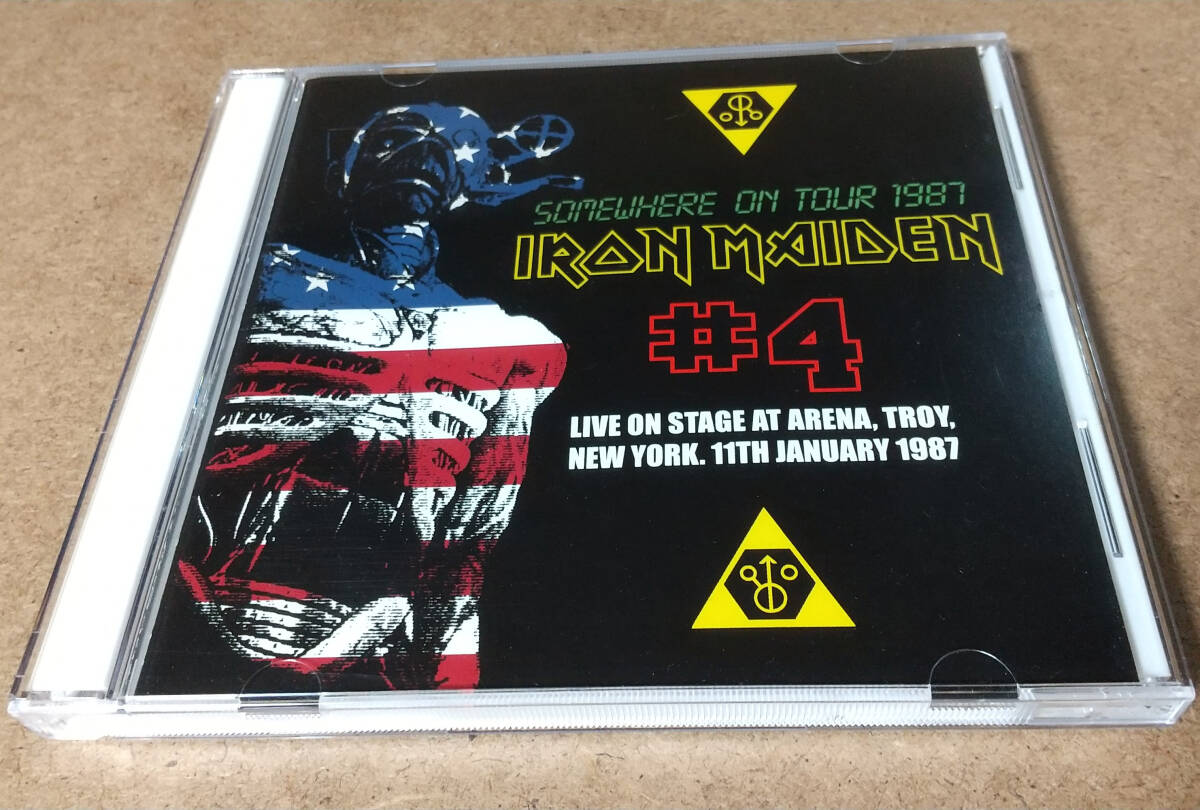 SOMEWHERE ON TOUR 1987
IRON MAIDEN
#4
LIVE ON STAGE AT ARENA, TROY,
NEW YORK. 11TH JANUARY 1987